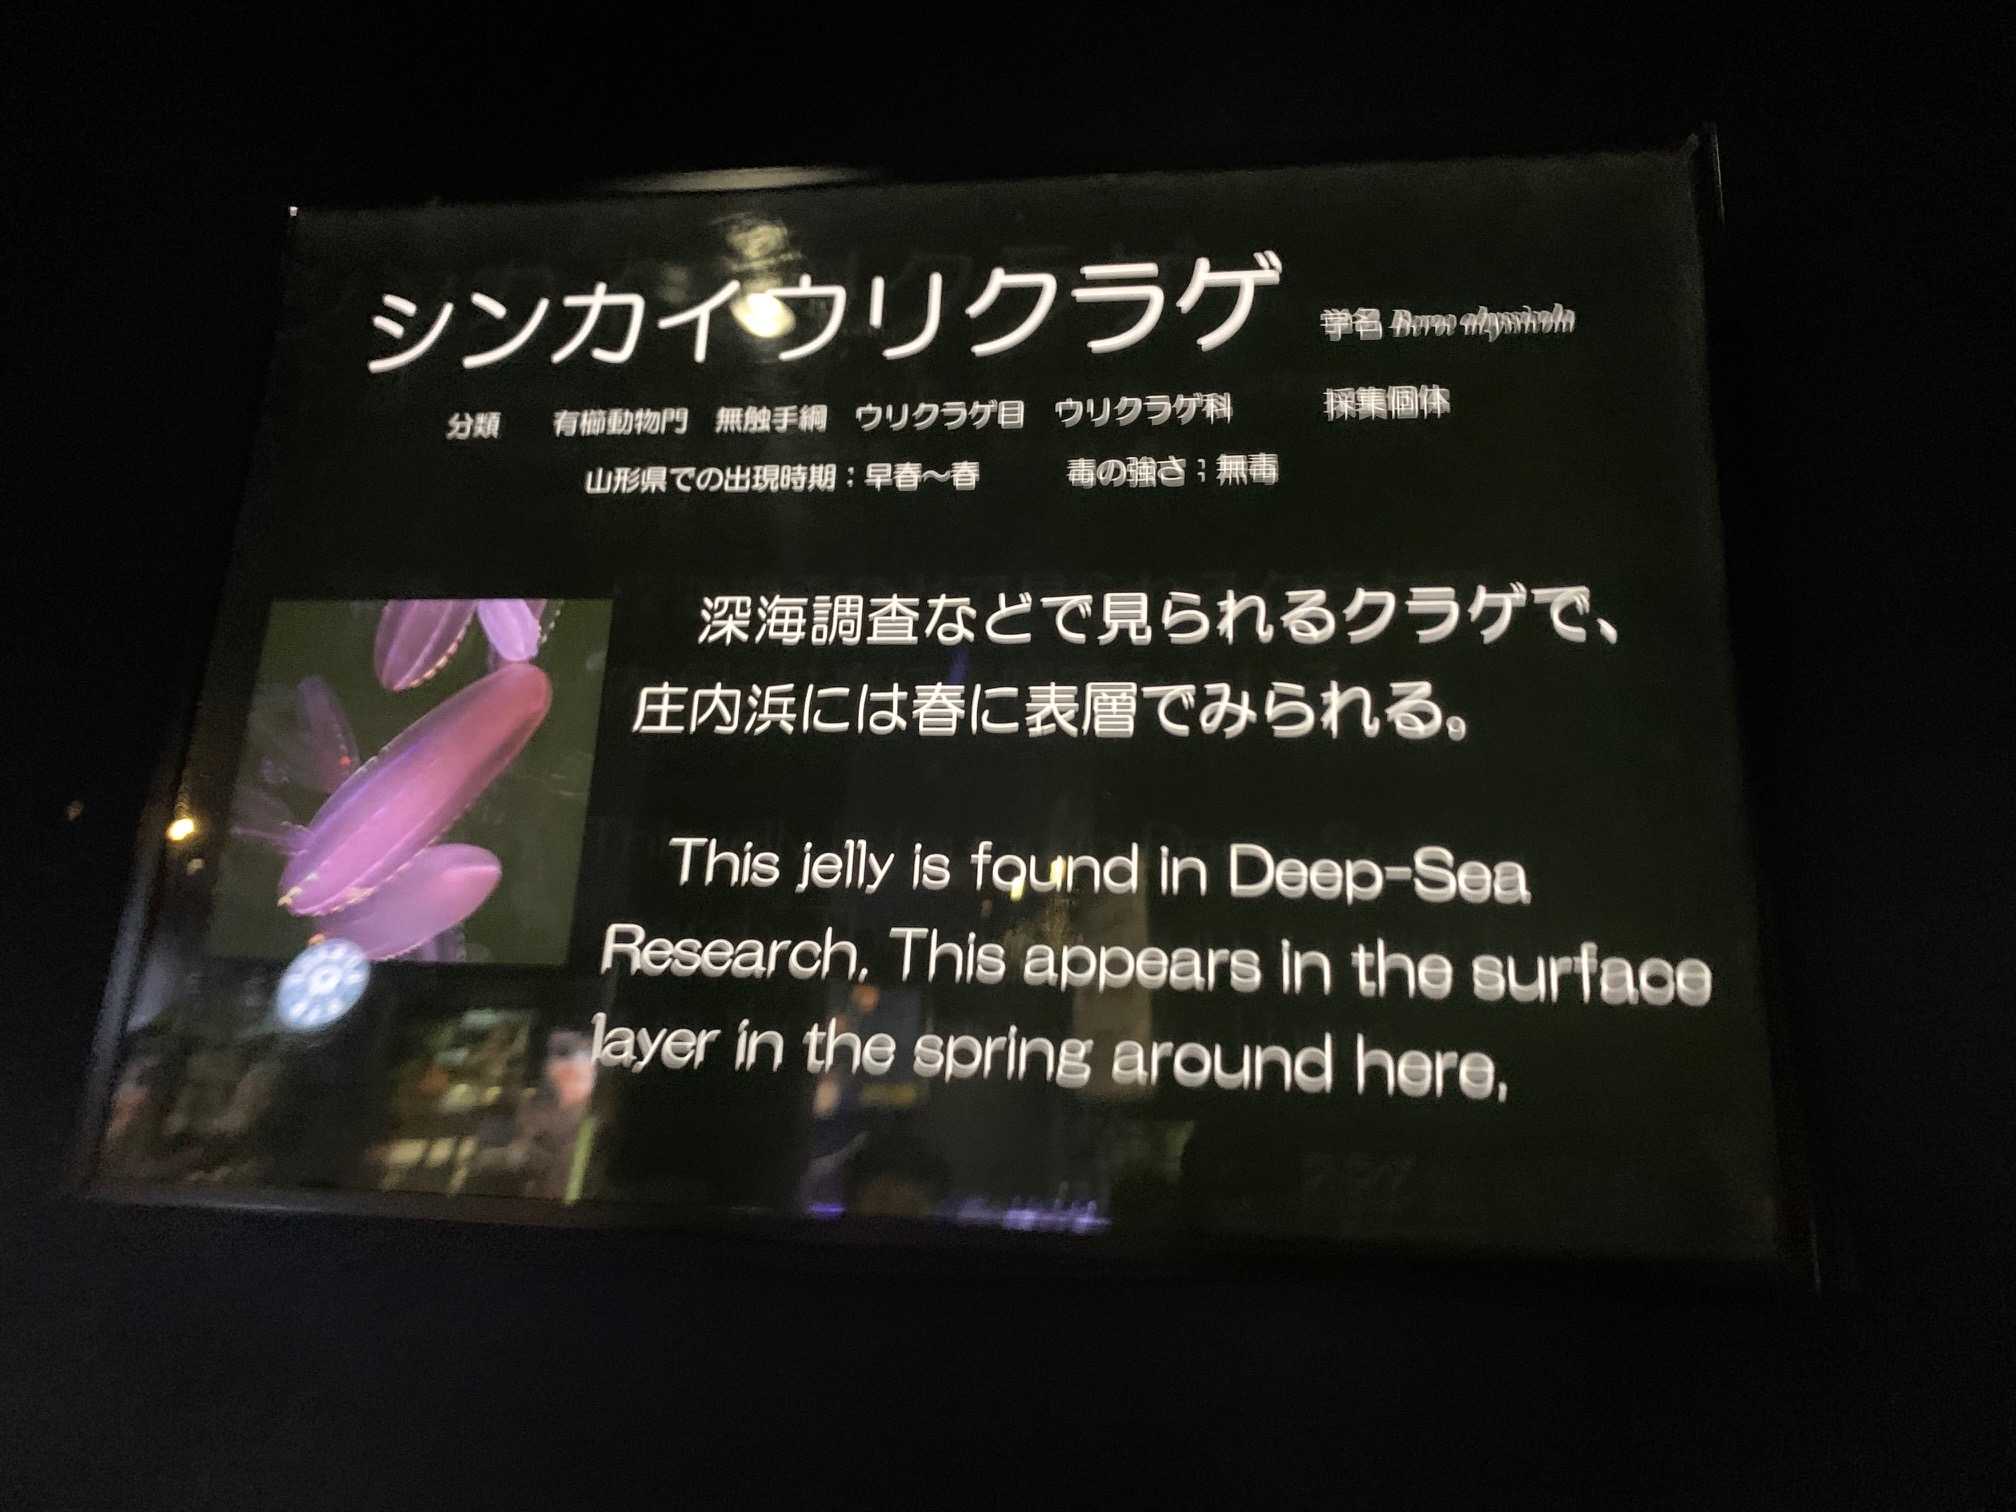 シンカイウリクラゲ 学名 Beroe abyssicola
分類 有櫛動物門 無触手綱 ウリクラゲ目 ウリクラゲ科 採集個体
山形県での出現時期：早春～春 毒の強さ：無毒
深海調査などで見られるクラゲで、
庄内浜には春に表層でみられる。
This jelly is found in Deep-Sea
Research. This appears in the surface
layer in the spring around here.